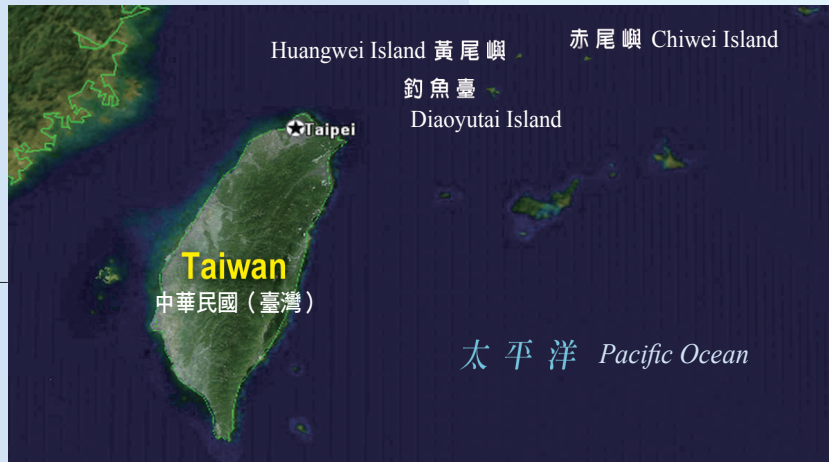 赤尾嶼 Chiwei Island
Huangwei Island 黃尾嶼
釣魚臺
Diaoyutai Island
Taipei
Taiwan
中華民國（臺灣）
太平洋 Pacific Ocean